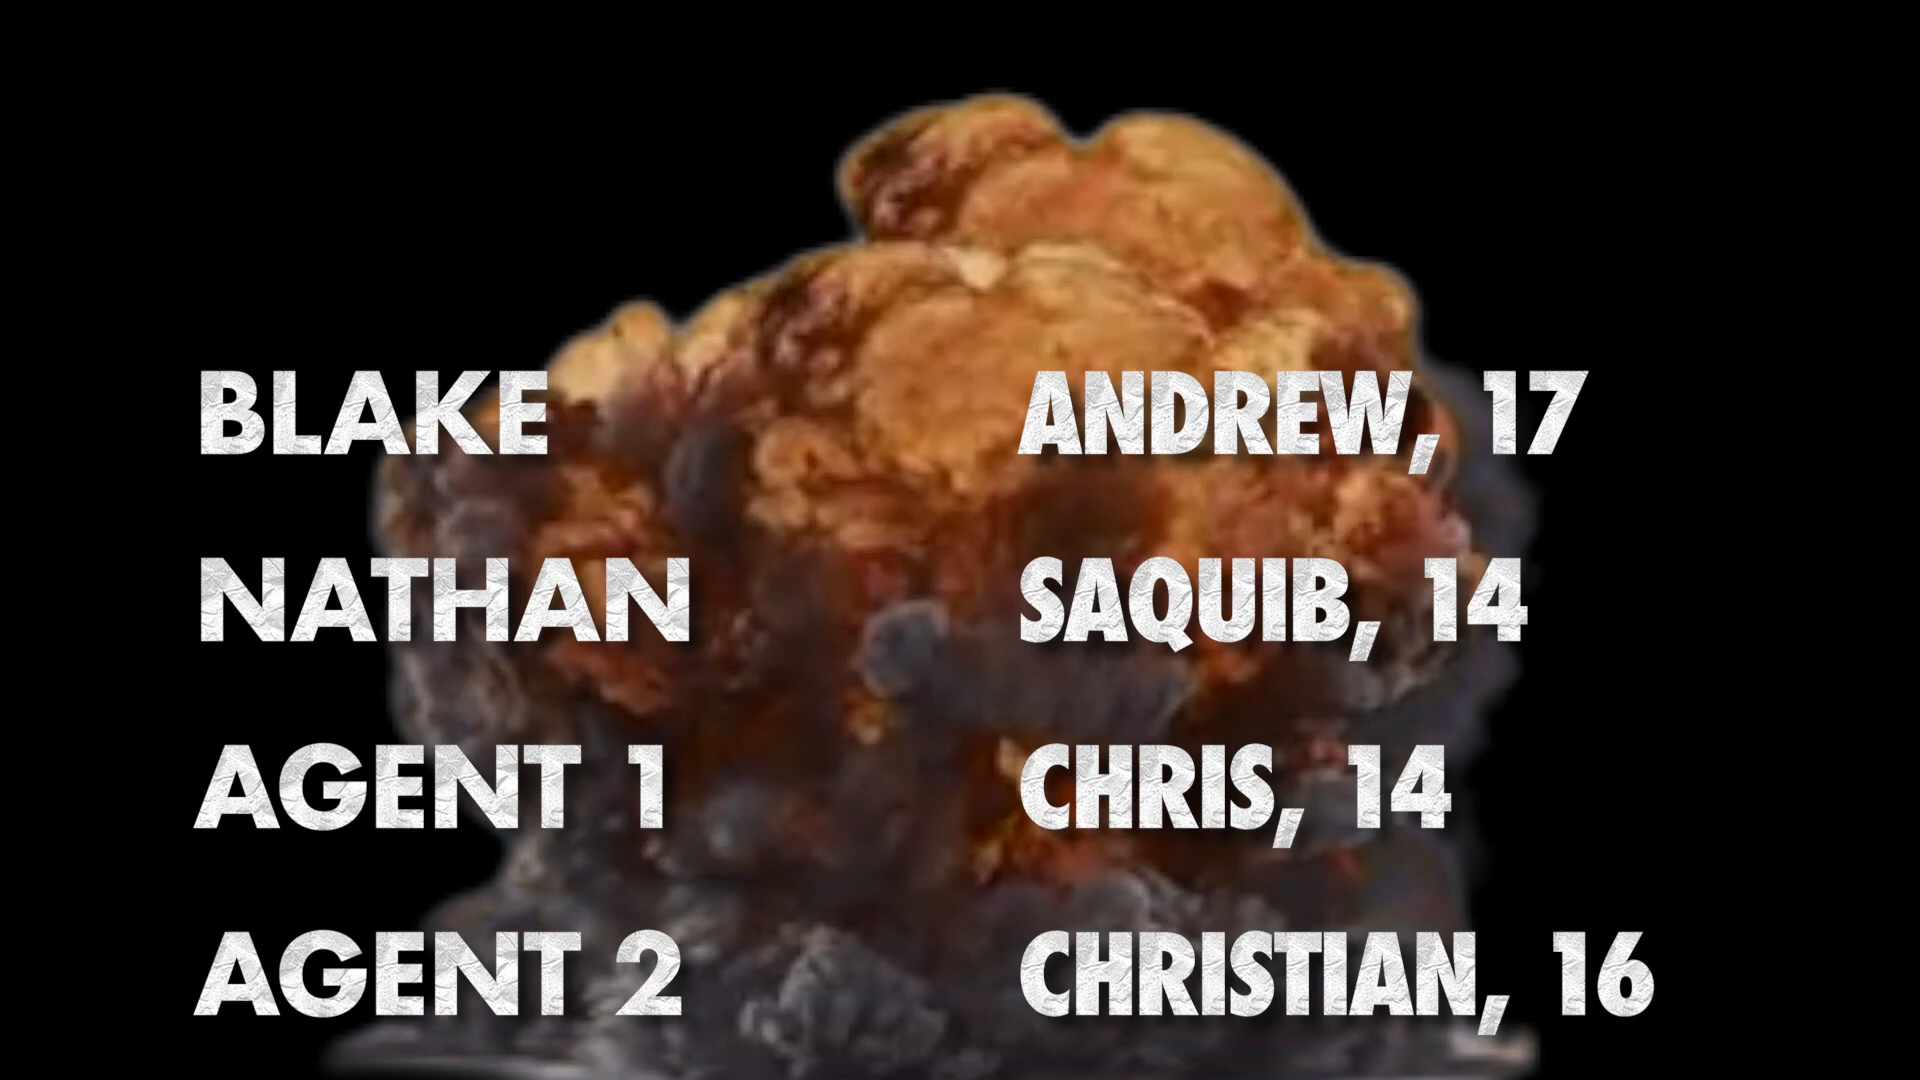 BLAKE ANDREW, 17
NATHAN SAQUIB, 14
AGENT 1 CHRIS, 14
AGENT 2 CHRISTIAN, 16